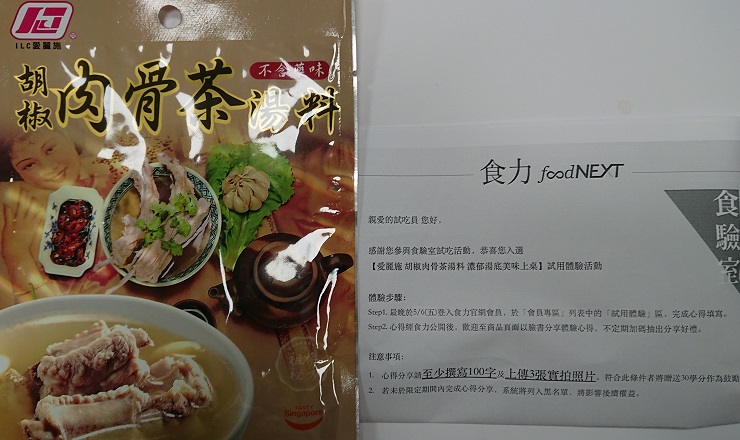 ILC愛麗施
胡椒
肉骨茶
湯料
不含藥味
TASTY
Singapore
食力 foodNEXT
食驗室
親愛的試吃員 您好，
感謝您參與食驗室試吃活動，恭喜您入選
【愛麗施 胡椒肉骨茶湯料 濃郁湯底美味上桌】試用體驗活動
體驗步驟：
Step1. 最晚於5/6(五)登入食力官網會員，於「會員專區」列表中的「試用體驗」區，完成心得填寫。
Step2. 心得經食力公開後，歡迎至商品頁面以臉書分享體驗心得，不定期加碼抽出分享好禮。
注意事項：
1. 心得分享請至少撰寫100字及上傳3張實拍照片，符合此條件者將贈送30學分作為鼓勵
2. 若未於限定期間內完成心得分享，系統將列入黑名單，將影響後續權益。